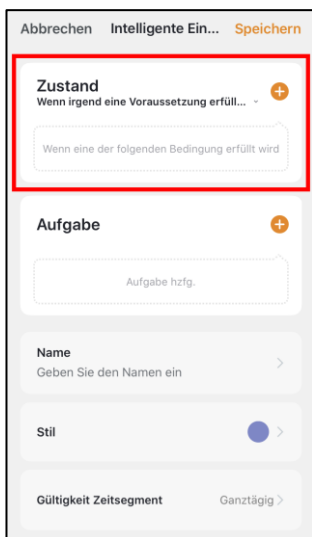 Abbrechen Intelligente Ein... Speichern
Zustand
Wenn irgend eine Voraussetzung erfüll...
Wenn eine der folgenden Bedingung erfüllt wird
Aufgabe
Aufgabe hzfg.
Name
Geben Sie den Namen ein
Stil
Gültigkeit Zeitsegment Ganztägig